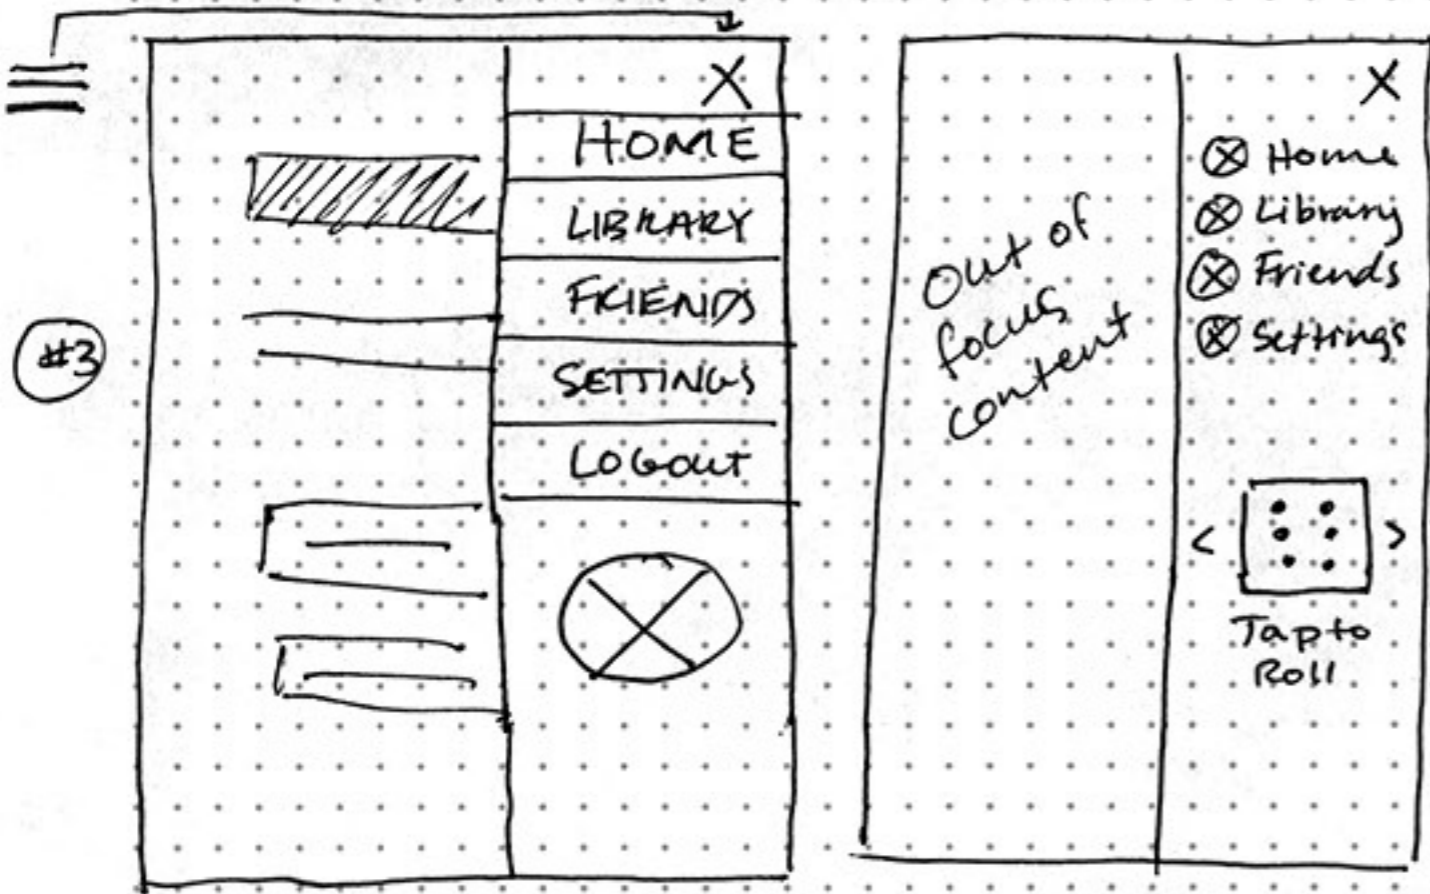 #3
X
HOME
LIBRARY
FRIENDS
SETTINGS
LOGOUT
Out of
focus
content
X
Home
Library
Friends
Settings
< >
Tap to
Roll